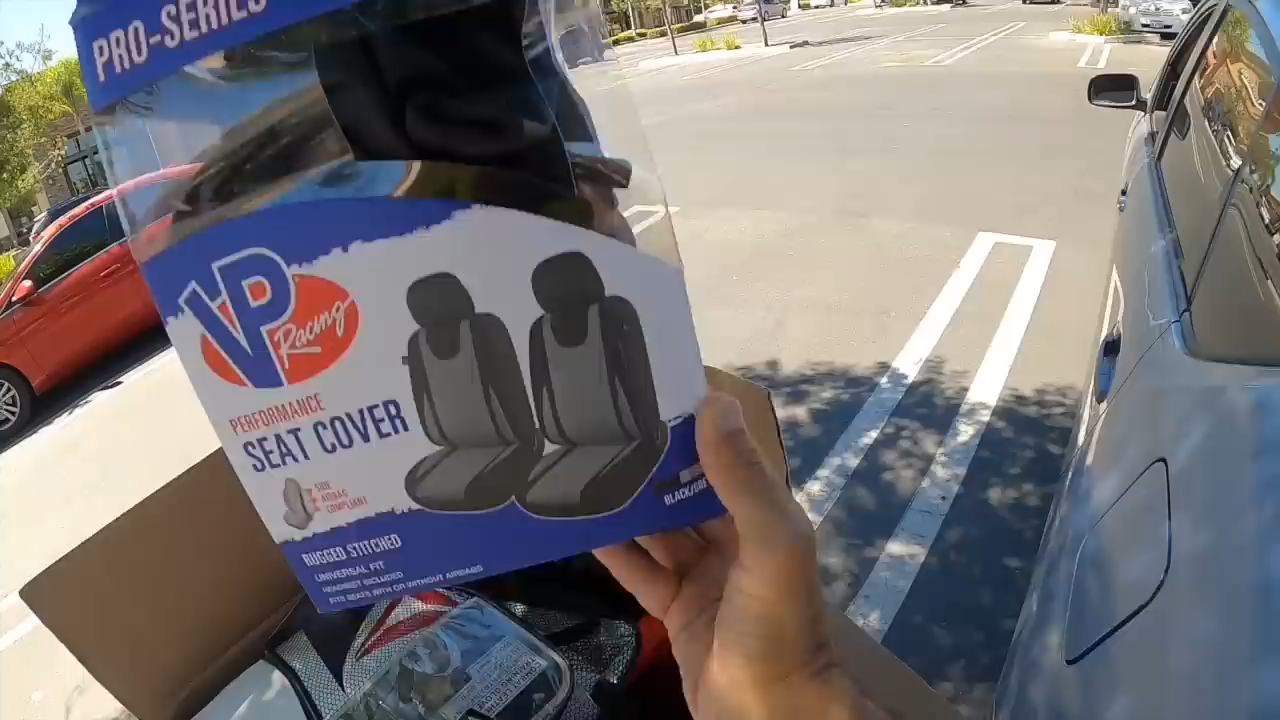 PRO-SERIES
VP
Racing
PERFORMANCE
SEAT COVER
SIDE
AIRBAG
COMPLIANT
RUGGED STITCHED
UNIVERSAL FIT
HEADREST INCLUDED
FITS SEATS WITH OR WITHOUT AIRBAGS